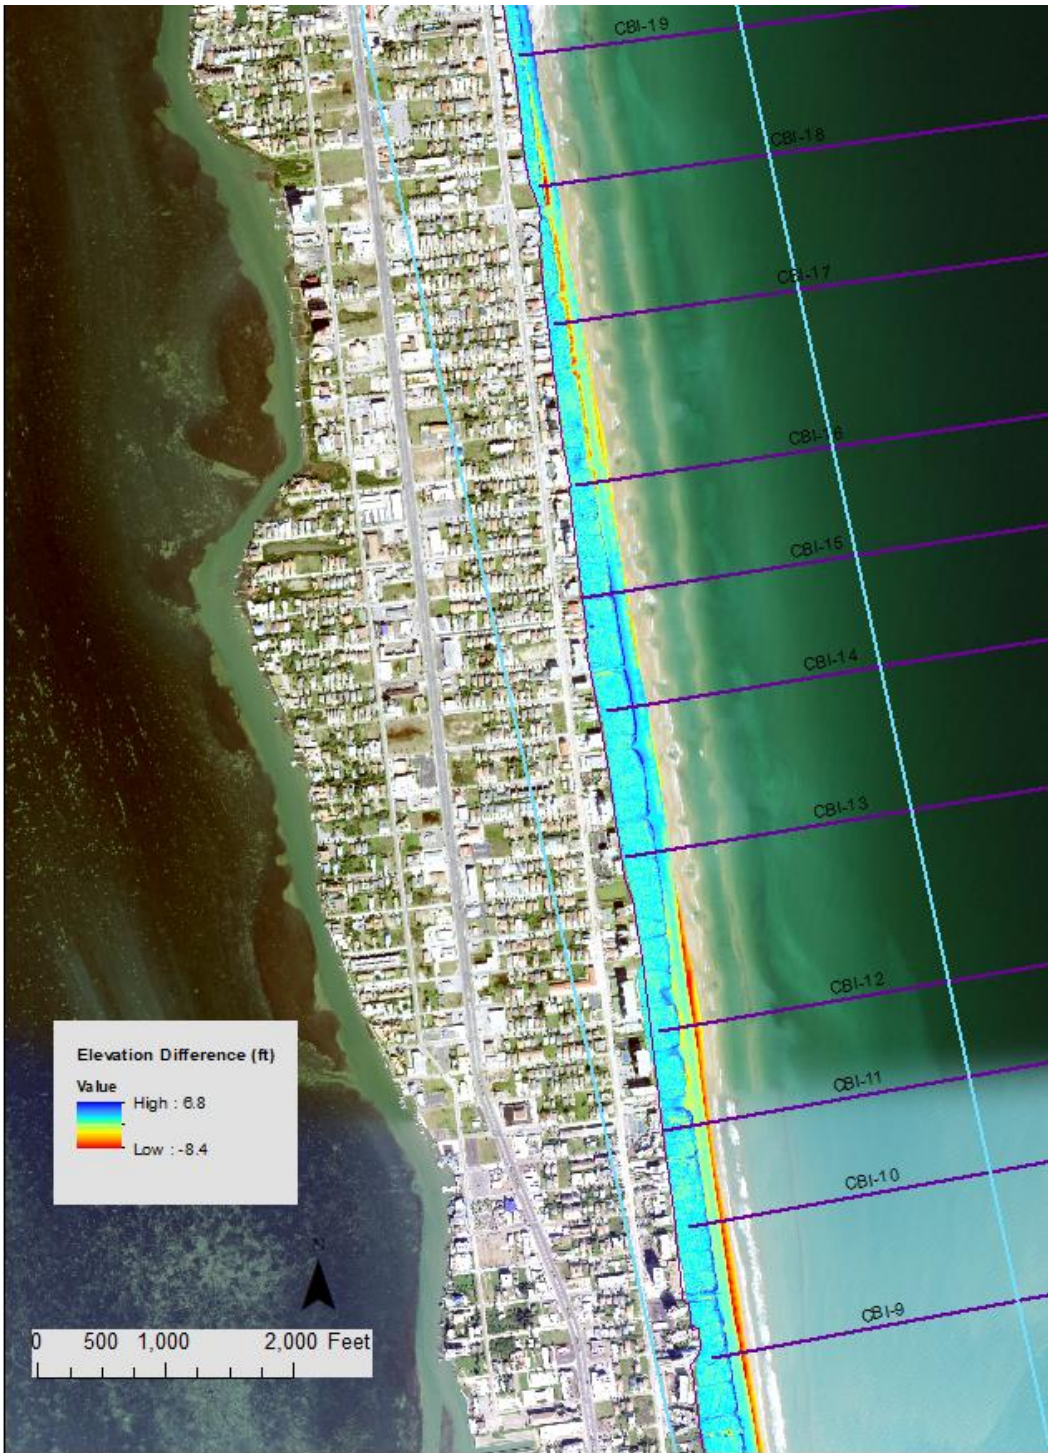 CBI-19
CBI-18
CBI-17
CBI-16
CBI-15
CBI-14
CBI-13
CBI-12
CBI-11
CBI-10
CBI-9
Elevation Difference (ft)
Value
High : 6.8
Low : -8.4
N
0 500 1,000 2,000 Feet